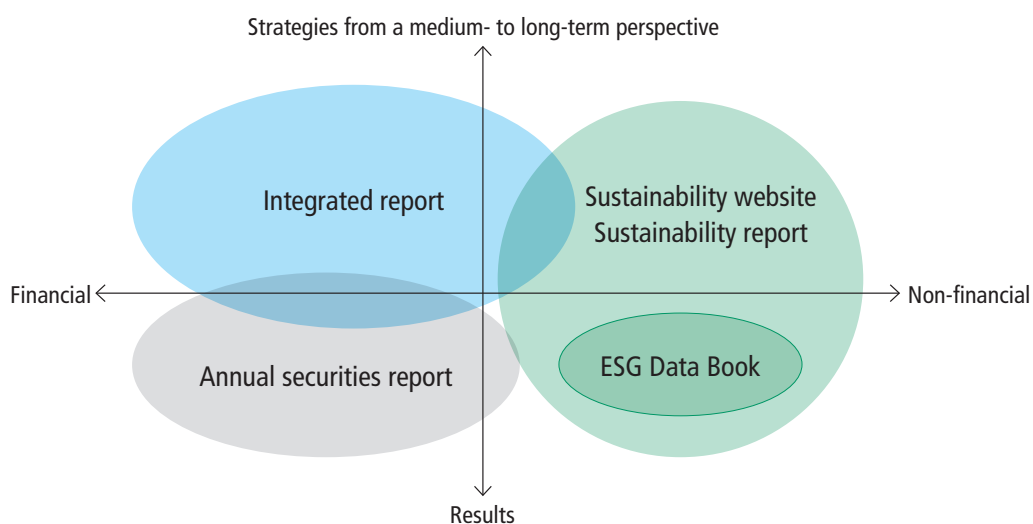 Strategies from a medium- to long-term perspective
Integrated report
Sustainability website
Sustainability report
Financial
Non-financial
Annual securities report
ESG Data Book
Results